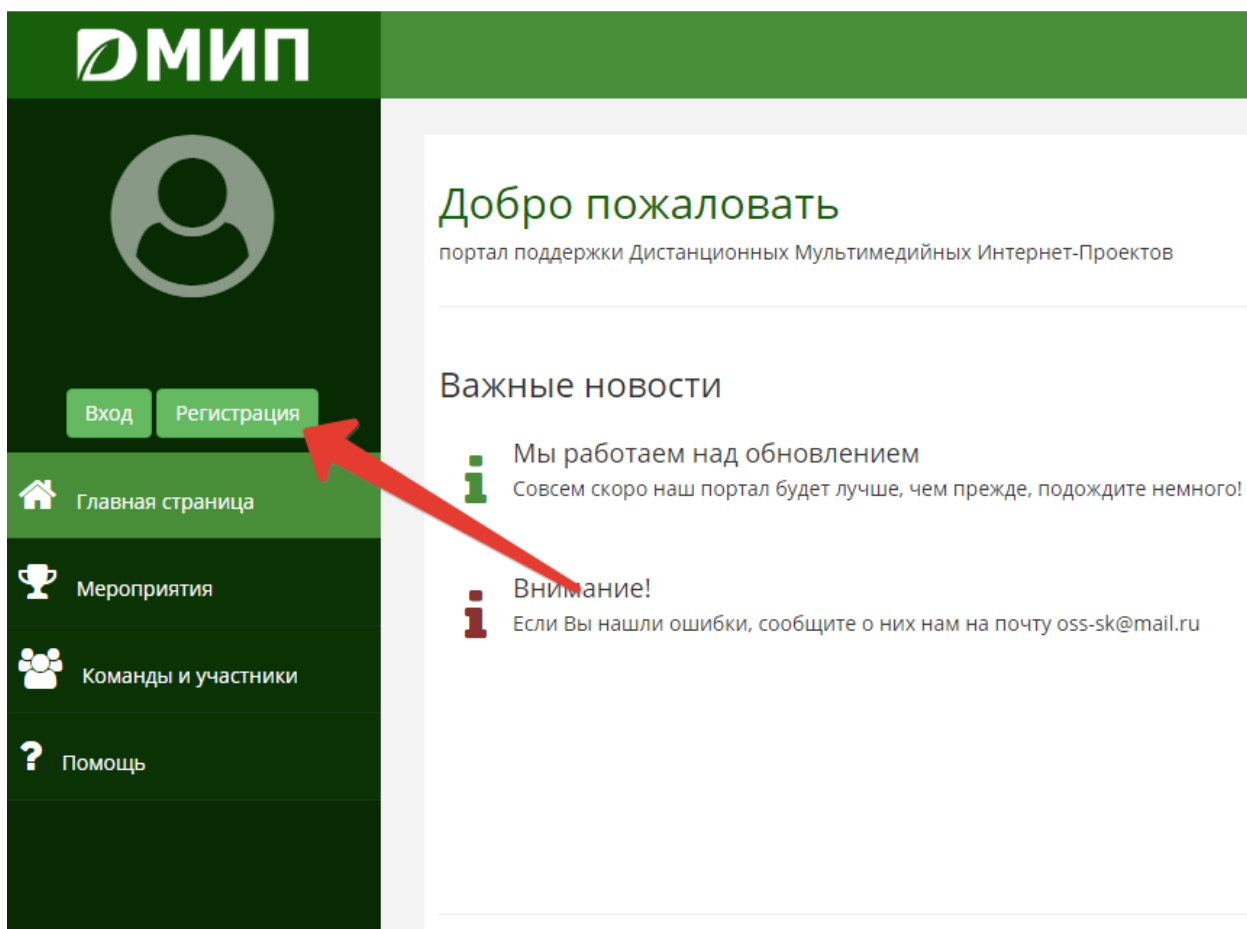 DМИП
Добро пожаловать
портал поддержки Дистанционных Мультимедийных Интернет-Проектов
Вход
Регистрация
Важные новости
Мы работаем над обновлением
Совсем скоро наш портал будет лучше, чем прежде, подождите немного!
Главная страница
Мероприятия
Внимание!
Если Вы нашли ошибки, сообщите о них нам на почту oss-sk@mail.ru
Команды и участники
? Помощь